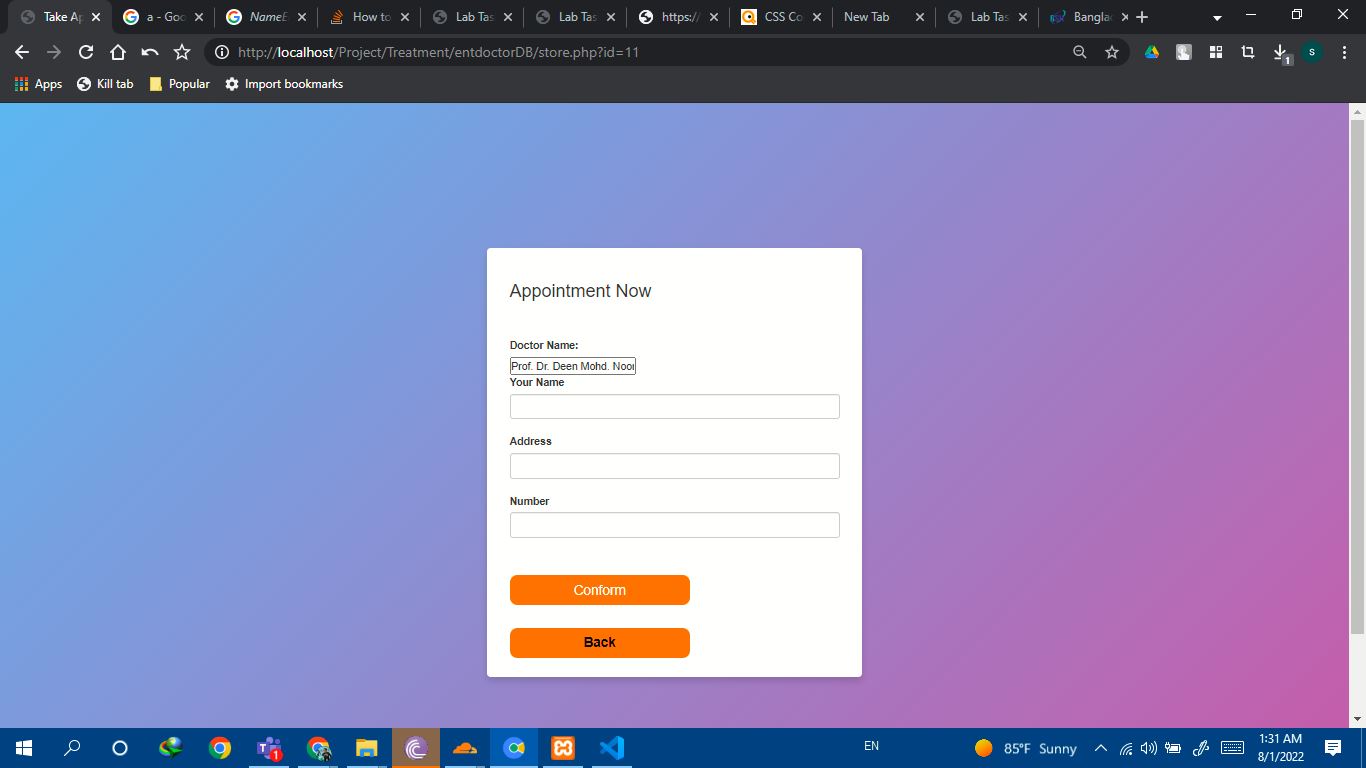 Take Ap
a - Goo
NameE
How to
Lab Tas
Lab Tas
https:/
CSS Co
New Tab
Lab Tas
Banglac
http://localhost/Project/Treatment/entdoctorDB/store.php?id=11
1
S
Apps
Kill tab
Popular
Import bookmarks
Appointment Now
Doctor Name:
Prof. Dr. Deen Mohd. Noor
Your Name
Address
Number
Conform
Back
1
EN
85°F Sunny
1:31 AM
8/1/2022